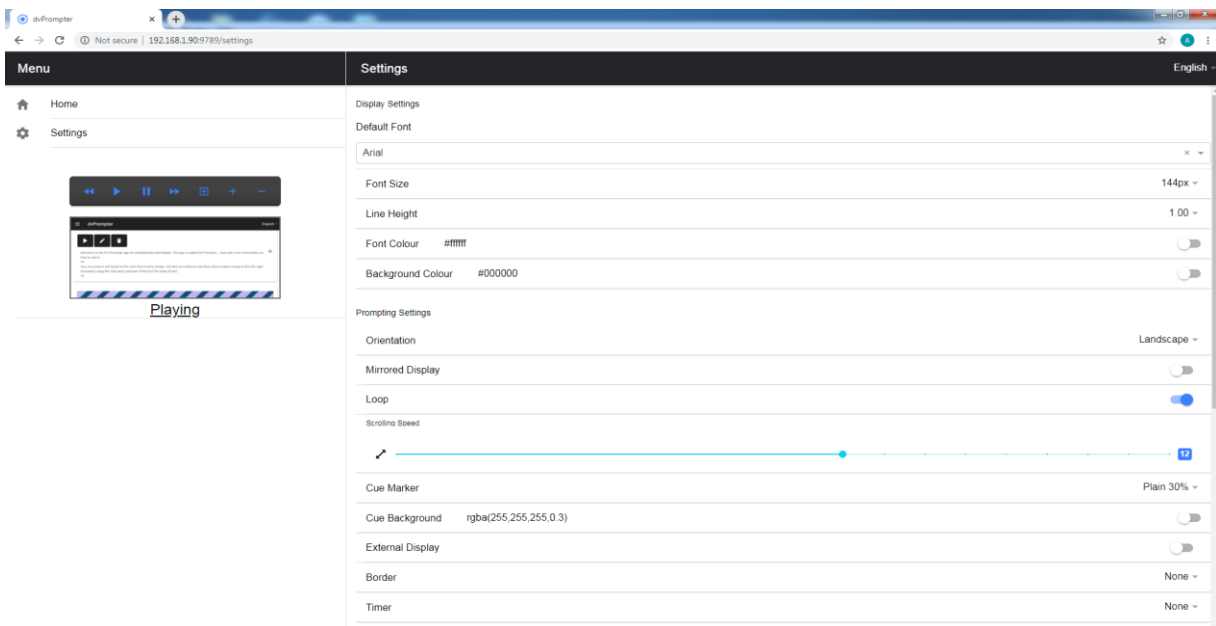 dvPrompter
Not secure | 192.168.1.90:9789/settings
A
Menu
Settings
English
Home
Settings
dvPrompter
English
Playing
Display Settings
Default Font
Arial
Font Size 144px
Line Height 1.00
Font Colour #ffffff
Background Colour #000000
Prompting Settings
Orientation Landscape
Mirrored Display
Loop
Scrolling Speed
12
Cue Marker Plain 30%
Cue Background rgba(255,255,255,0.3)
External Display
Border None
Timer None